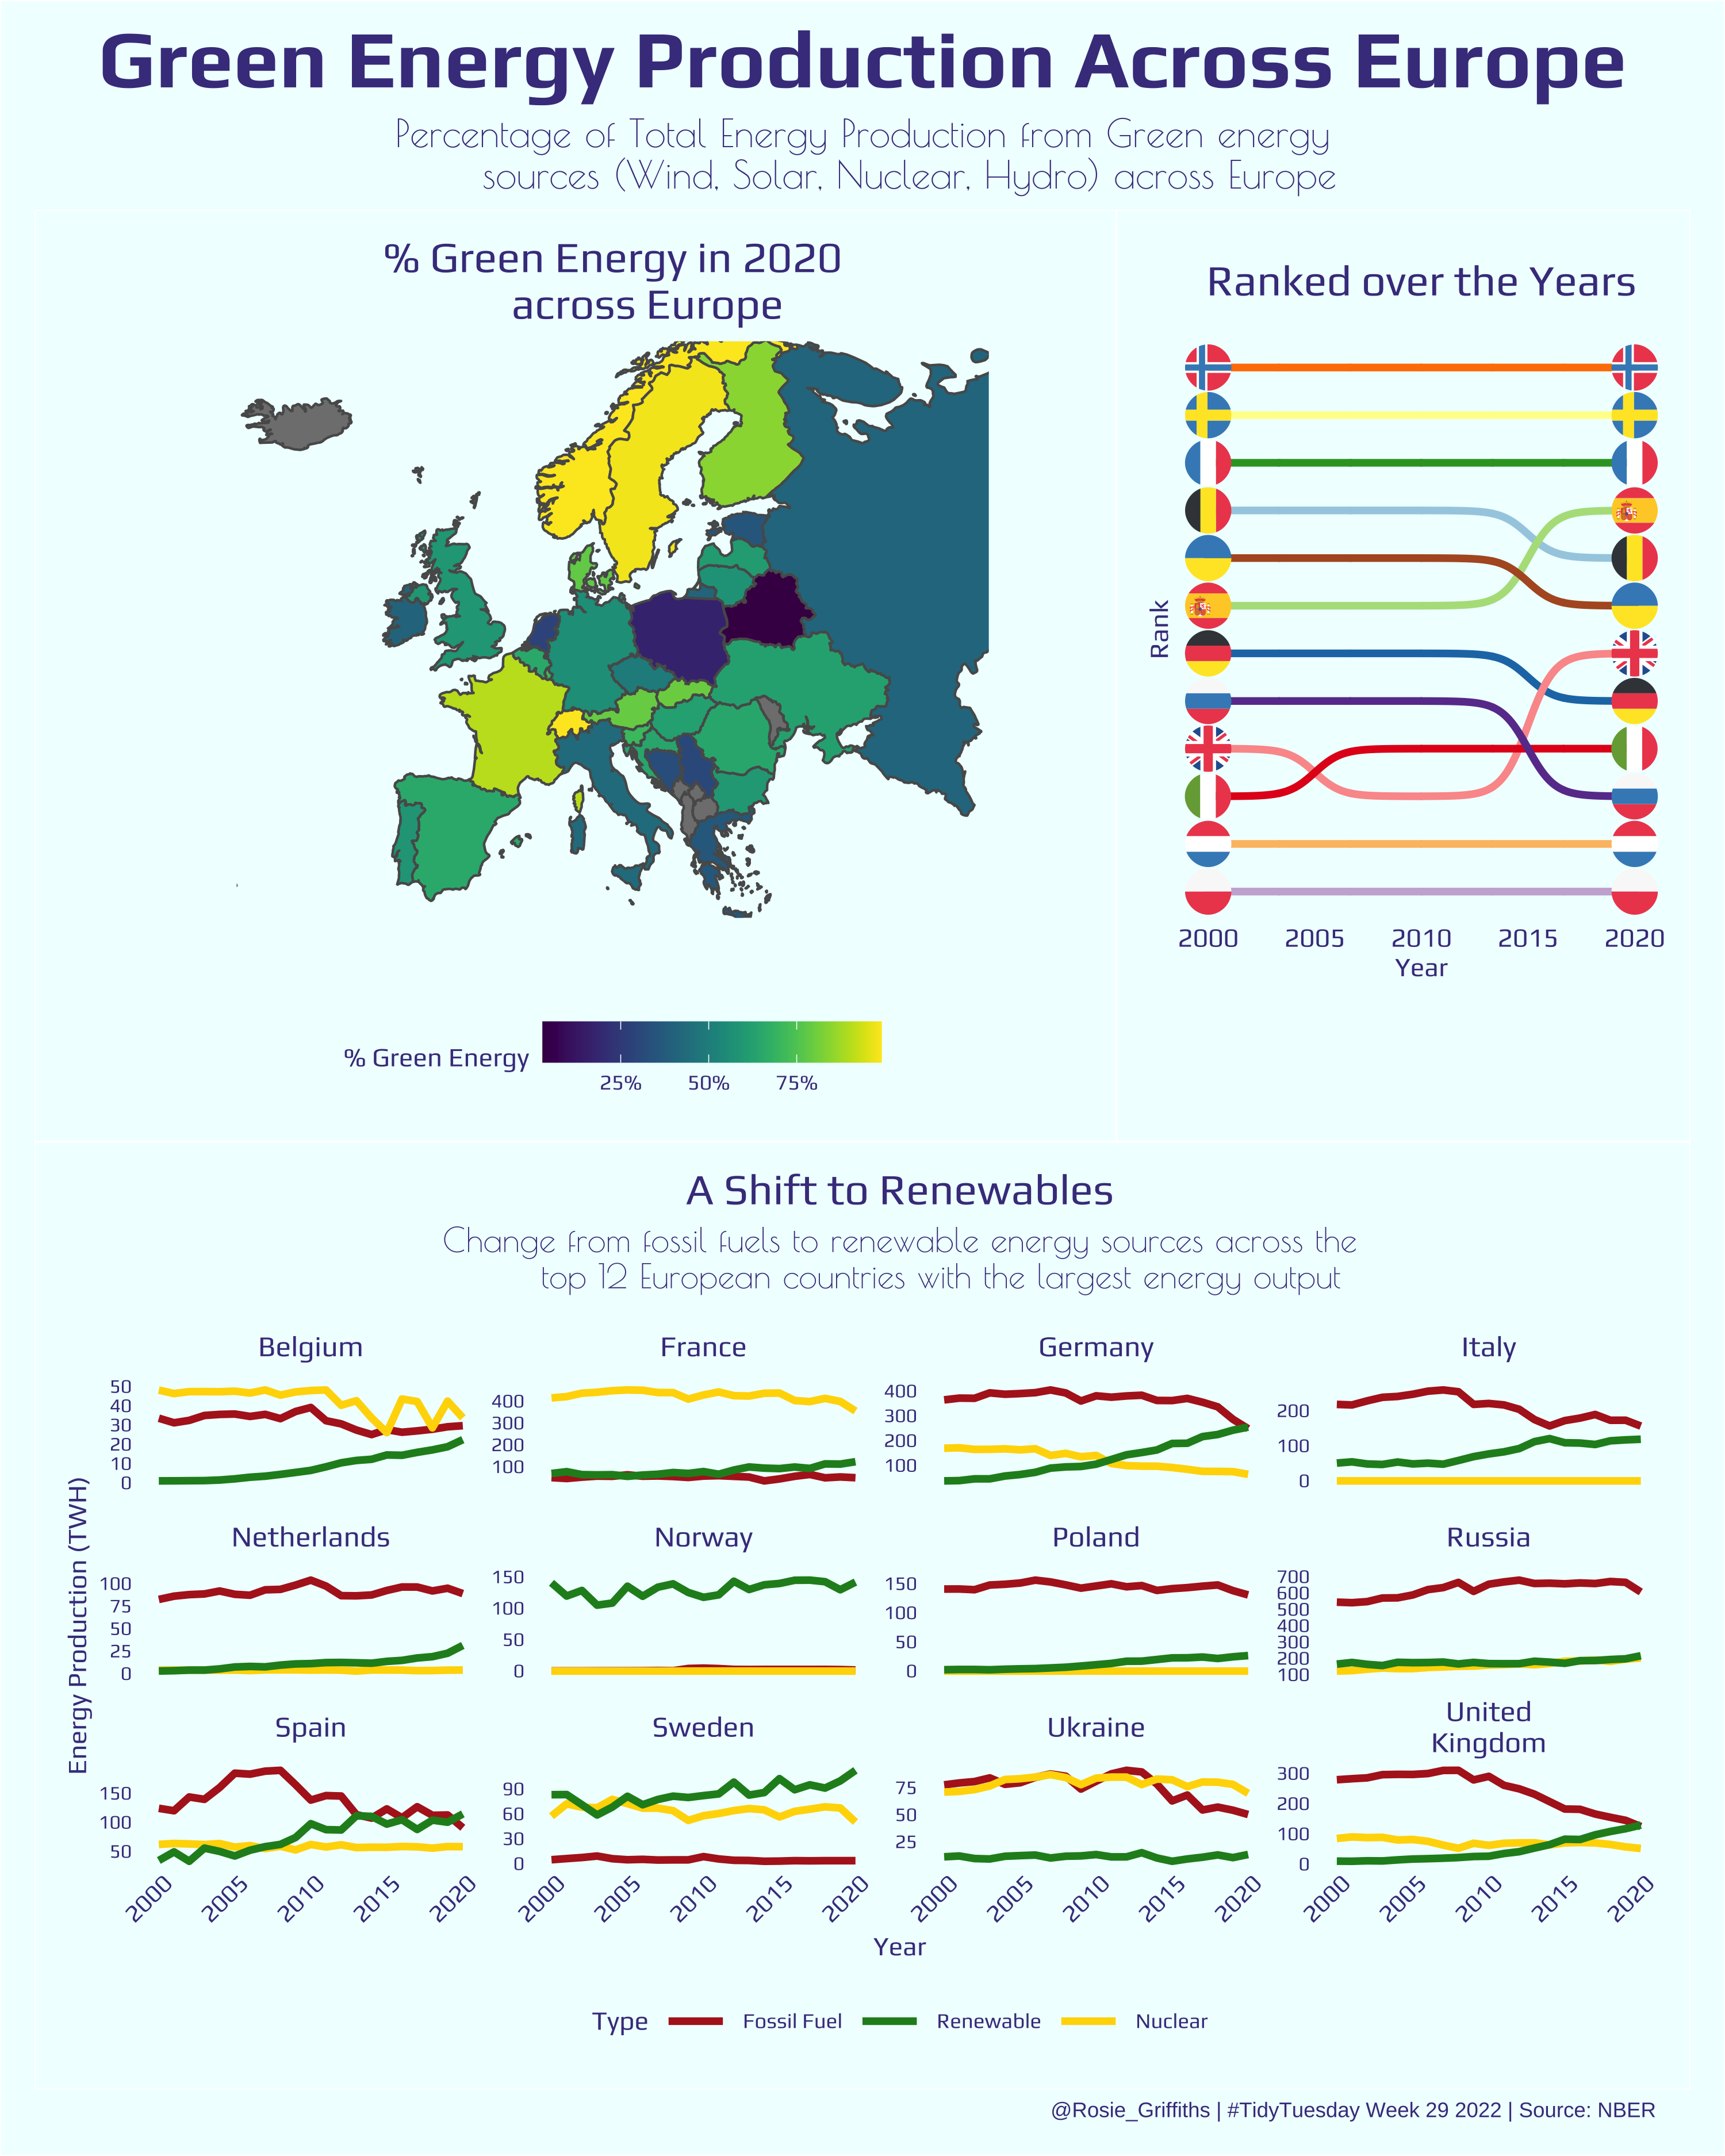 Green Energy Production Across Europe
Percentage of Total Energy Production from Green energy
sources (Wind, Solar, Nuclear, Hydro) across Europe
% Green Energy in 2020
across Europe
% Green Energy
25% 50% 75%
Ranked over the Years
Rank
2000 2005 2010 2015 2020
Year
A Shift to Renewables
Change from fossil fuels to renewable energy sources across the
top 12 European countries with the largest energy output
Energy Production (TWH)
Belgium
50
40
30
20
10
0
France
400
300
200
100
Germany
400
300
200
100
Italy
200
100
0
Netherlands
100
75
50
25
0
Norway
150
100
50
0
Poland
150
100
50
0
Russia
700
600
500
400
300
200
100
Spain
150
100
50
2000 2005 2010 2015 2020
Sweden
90
60
30
0
2000 2005 2010 2015 2020
Ukraine
75
50
25
2000 2005 2010 2015 2020
United
Kingdom
300
200
100
0
2000 2005 2010 2015 2020
Year
Type Fossil Fuel Renewable Nuclear
@Rosie_Griffiths | #TidyTuesday Week 29 2022 | Source: NBER